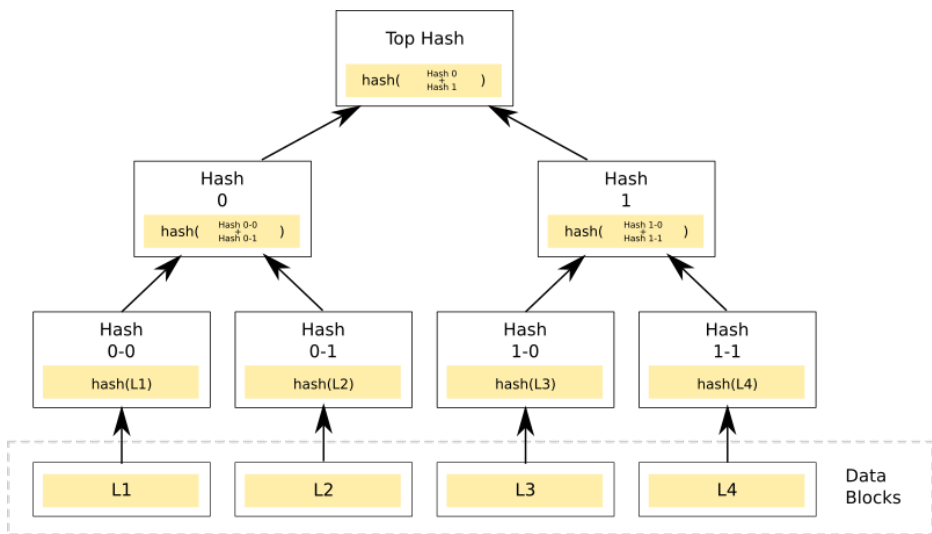 Top Hash
hash( Hash 0 + Hash 1 )
Hash
0
hash( Hash 0-0 + Hash 0-1 )
Hash
1
hash( Hash 1-0 + Hash 1-1 )
Hash
0-0
hash(L1)
Hash
0-1
hash(L2)
Hash
1-0
hash(L3)
Hash
1-1
hash(L4)
L1
L2
L3
L4
Data
Blocks